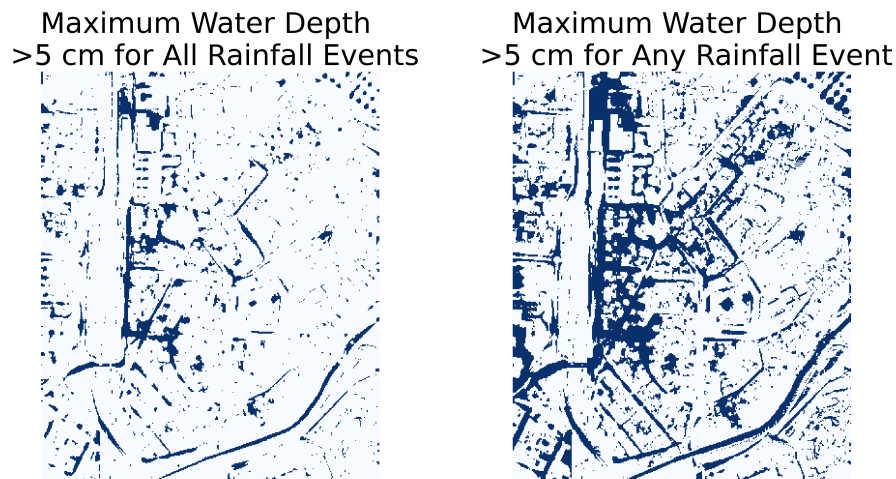 Maximum Water Depth
>5 cm for All Rainfall Events
Maximum Water Depth
>5 cm for Any Rainfall Event